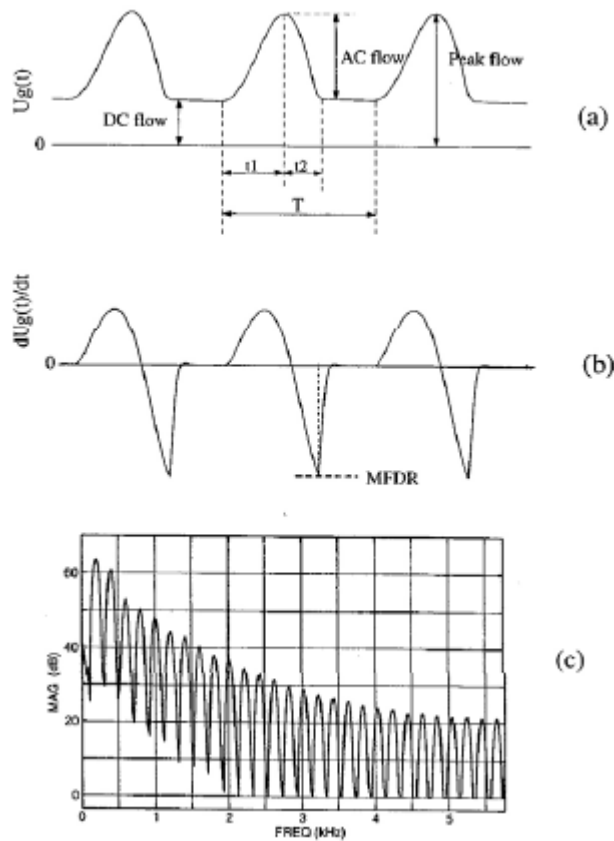 Ug(t)
AC flow
Peak flow
DC flow
0
t1
t2
T
(a)
dUg(t)/dt
0
(b)
MFDR
(c)
MAG (dB)
60
40
20
0
0
1
2
3
4
5
FREQ (kHz)